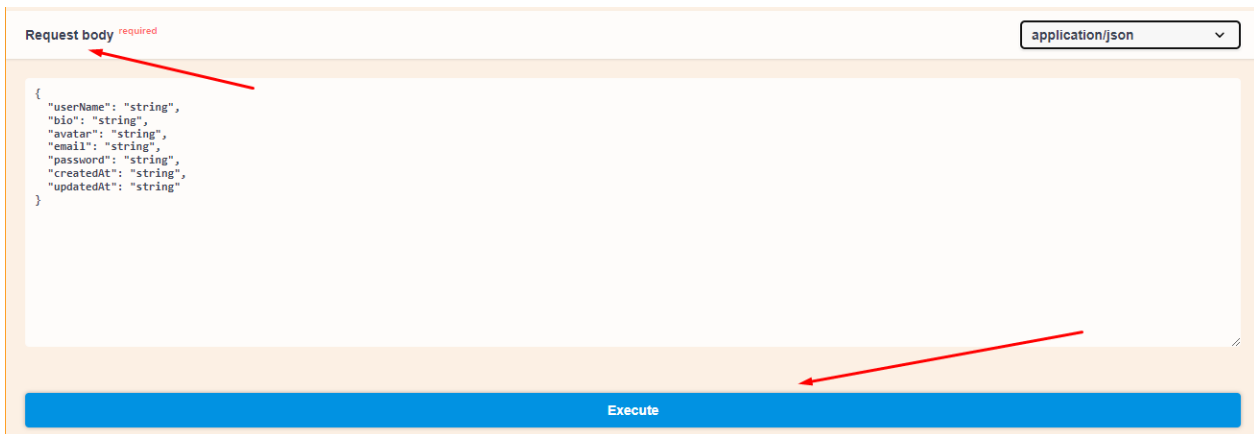 Request body required
application/json
{
  "userName": "string",
  "bio": "string",
  "avatar": "string",
  "email": "string",
  "password": "string",
  "createdAt": "string",
  "updatedAt": "string"
}
Execute